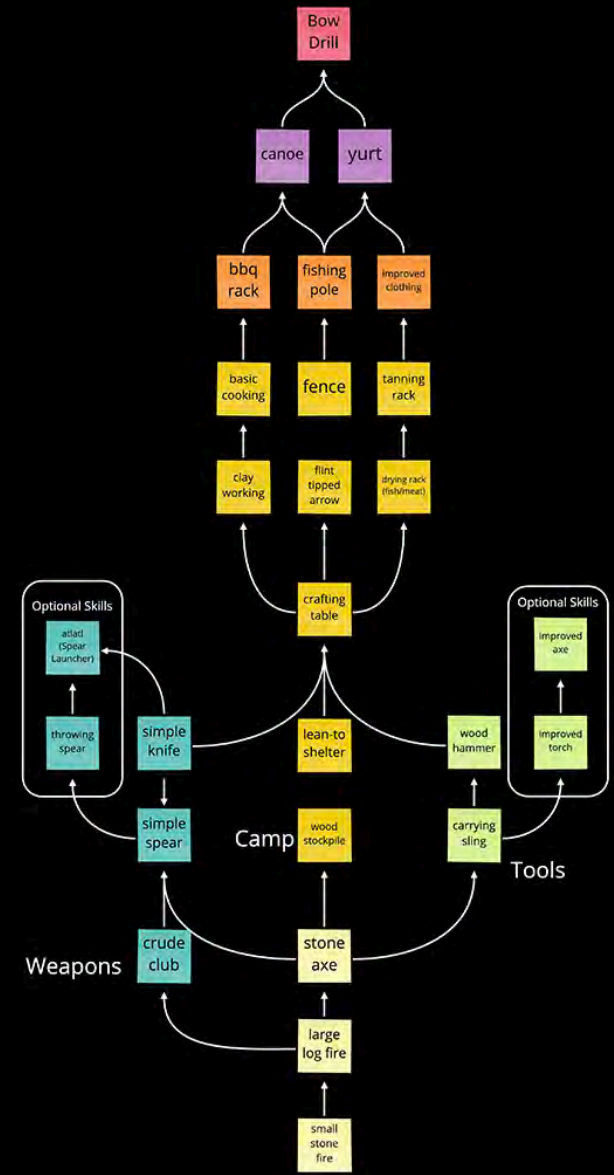 Bow
Drill
canoe
yurt
bbq
rack
fishing
pole
improved
clothing
basic
cooking
fence
tanning
rack
clay
working
flint
tipped
arrow
drying rack
(fish/meat)
crafting
table
Optional Skills
atlatl
(Spear
Launcher)
throwing
spear
Optional Skills
improved
axe
improved
torch
simple
knife
lean-to
shelter
wood
hammer
simple
spear
Camp
wood
stockpile
carrying
sling
Tools
Weapons
crude
club
stone
axe
large
log fire
small
stone
fire